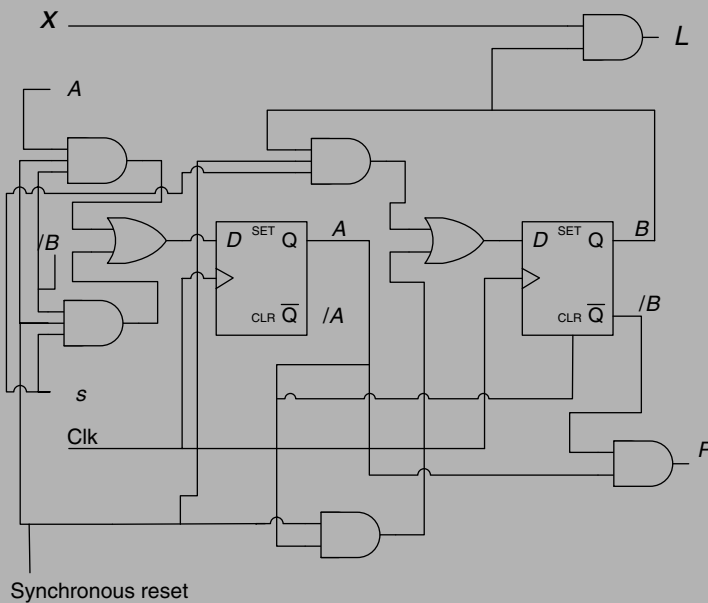 X
L
A
/B
D SET Q
A
CLR Q̅
/A
D SET Q
B
CLR Q̅
/B
s
Clk
P
Synchronous reset